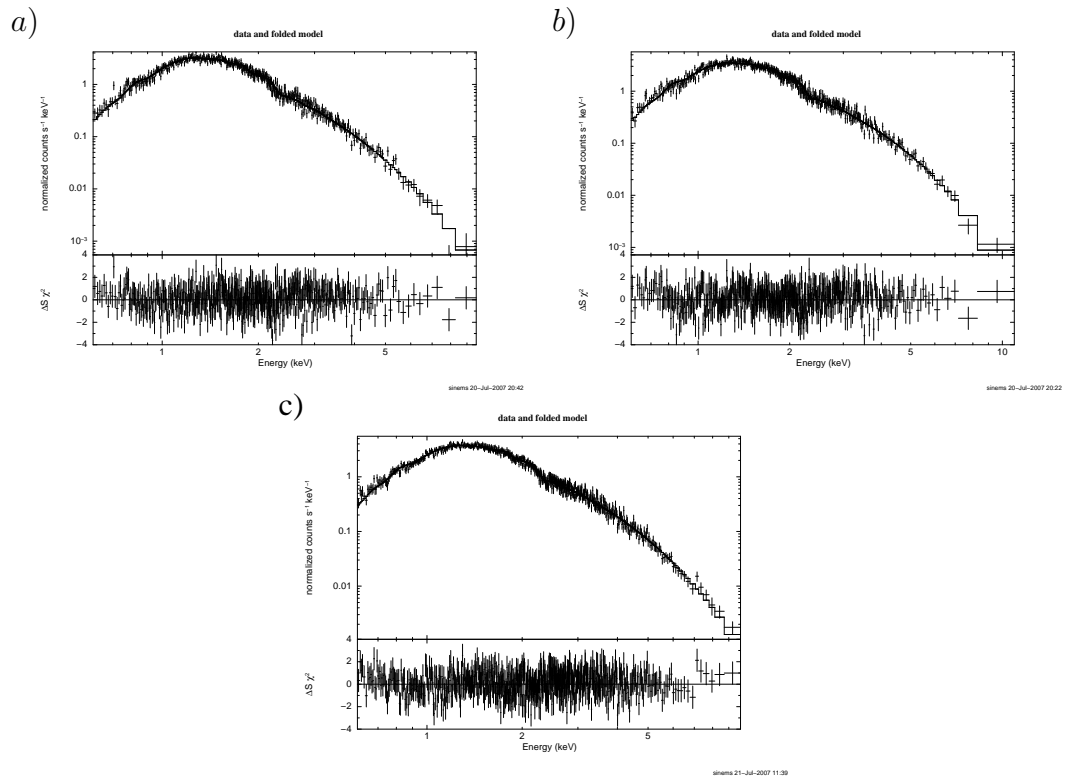 a)
data and folded model
normalized counts s⁻¹ keV⁻¹
1
0.1
0.01
10⁻³
ΔS χ²
4
2
0
−2
−4
1
2
5
Energy (keV)
sinems 20−Jul−2007 20:42
b)
data and folded model
normalized counts s⁻¹ keV⁻¹
1
0.1
0.01
10⁻³
ΔS χ²
4
2
0
−2
−4
1
2
5
10
Energy (keV)
sinems 20−Jul−2007 20:22
c)
data and folded model
normalized counts s⁻¹ keV⁻¹
1
0.1
0.01
ΔS χ²
4
2
0
−2
−4
1
2
5
Energy (keV)
sinems 21−Jul−2007 11:39